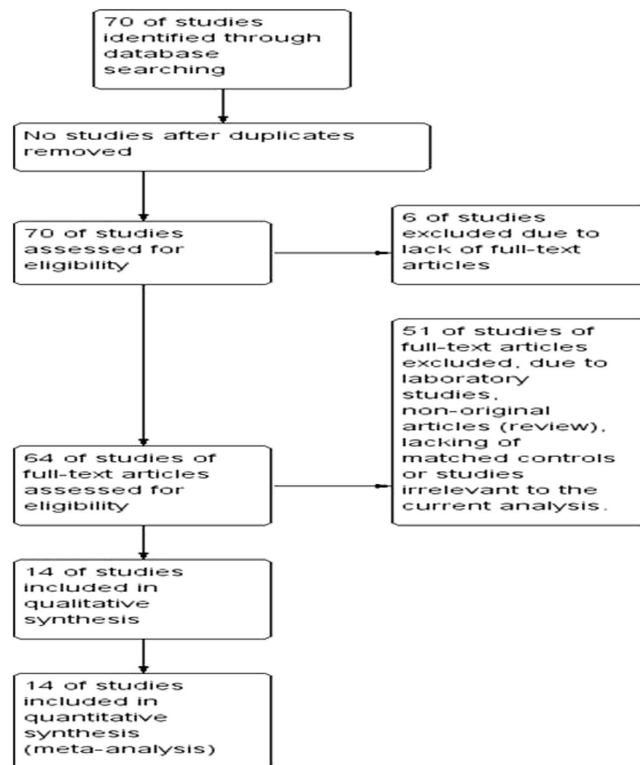 70 of studies
identified through
database
searching
No studies after duplicates
removed
70 of studies
assessed for
eligibility
6 of studies
excluded due to
lack of full-text
articles
51 of studies of
full-text articles
excluded, due to
laboratory
studies,
non-original
articles (review),
lacking of
matched controls
or studies
irrelevant to the
current analysis.
64 of studies of
full-text articles
assessed for
eligibility
14 of studies
included in
qualitative
synthesis
14 of studies
included in
quantitative
synthesis
(meta-analysis)